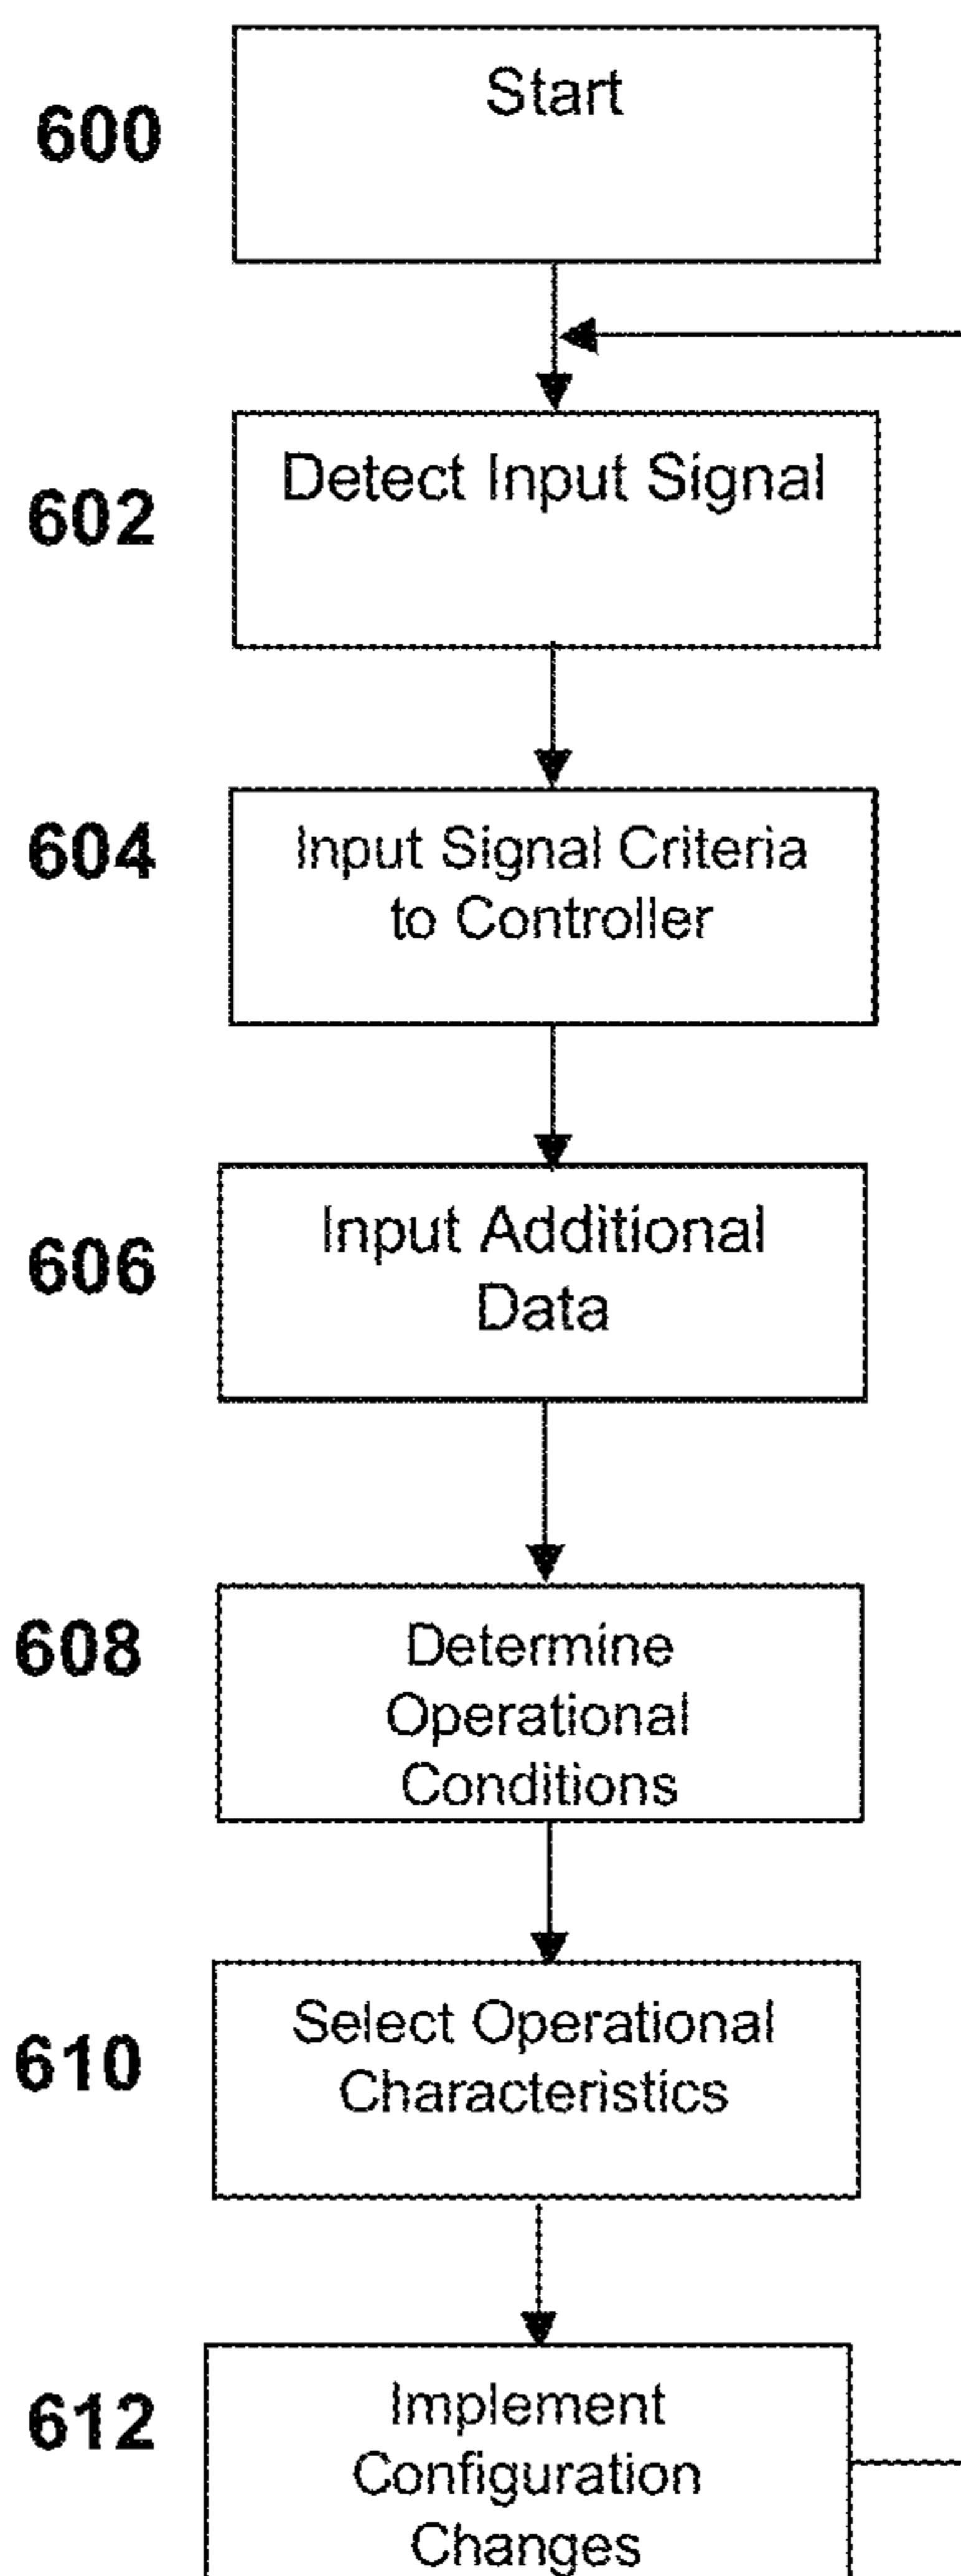 600
Start
602
Detect Input Signal
604
Input Signal Criteria
to Controller
606
Input Additional
Data
608
Determine
Operational
Conditions
610
Select Operational
Characteristics
612
Implement
Configuration
Changes